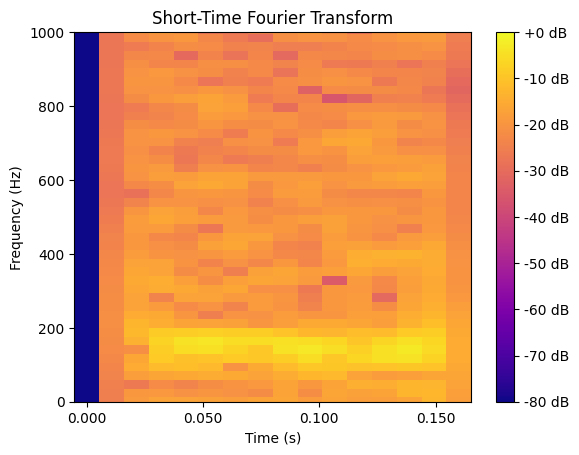 Short-Time Fourier Transform
1000
800
600
400
200
0
Frequency (Hz)
0.000
0.050
0.100
0.150
Time (s)
+0 dB
-10 dB
-20 dB
-30 dB
-40 dB
-50 dB
-60 dB
-70 dB
-80 dB